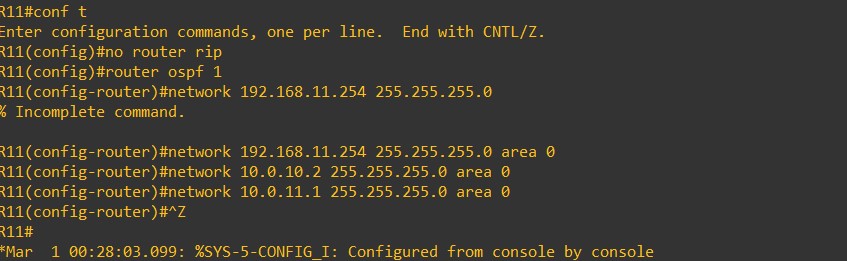 R11#conf t
Enter configuration commands, one per line.  End with CNTL/Z.
R11(config)#no router rip
R11(config)#router ospf 1
R11(config-router)#network 192.168.11.254 255.255.255.0
% Incomplete command.
R11(config-router)#network 192.168.11.254 255.255.255.0 area 0
R11(config-router)#network 10.0.10.2 255.255.255.0 area 0
R11(config-router)#network 10.0.11.1 255.255.255.0 area 0
R11(config-router)#^Z
R11#
*Mar  1 00:28:03.099: %SYS-5-CONFIG_I: Configured from console by console